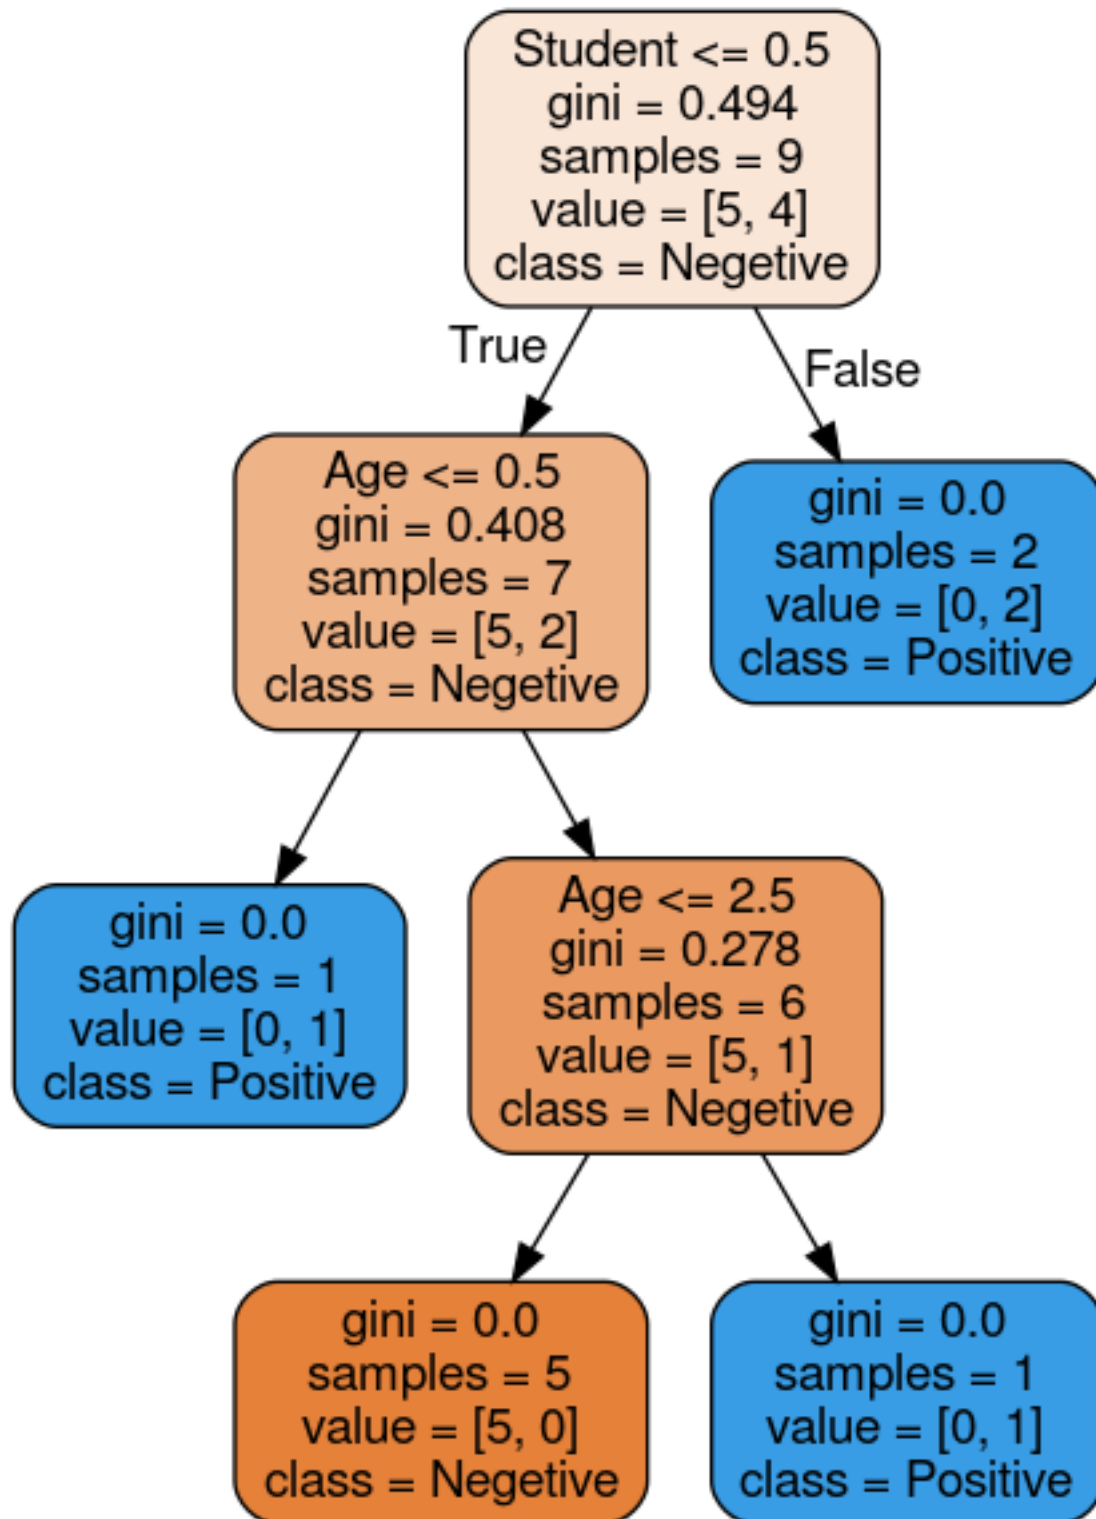 Student <= 0.5
gini = 0.494
samples = 9
value = [5, 4]
class = Negetive
True
False
Age <= 0.5
gini = 0.408
samples = 7
value = [5, 2]
class = Negetive
gini = 0.0
samples = 2
value = [0, 2]
class = Positive
gini = 0.0
samples = 1
value = [0, 1]
class = Positive
Age <= 2.5
gini = 0.278
samples = 6
value = [5, 1]
class = Negetive
gini = 0.0
samples = 5
value = [5, 0]
class = Negetive
gini = 0.0
samples = 1
value = [0, 1]
class = Positive